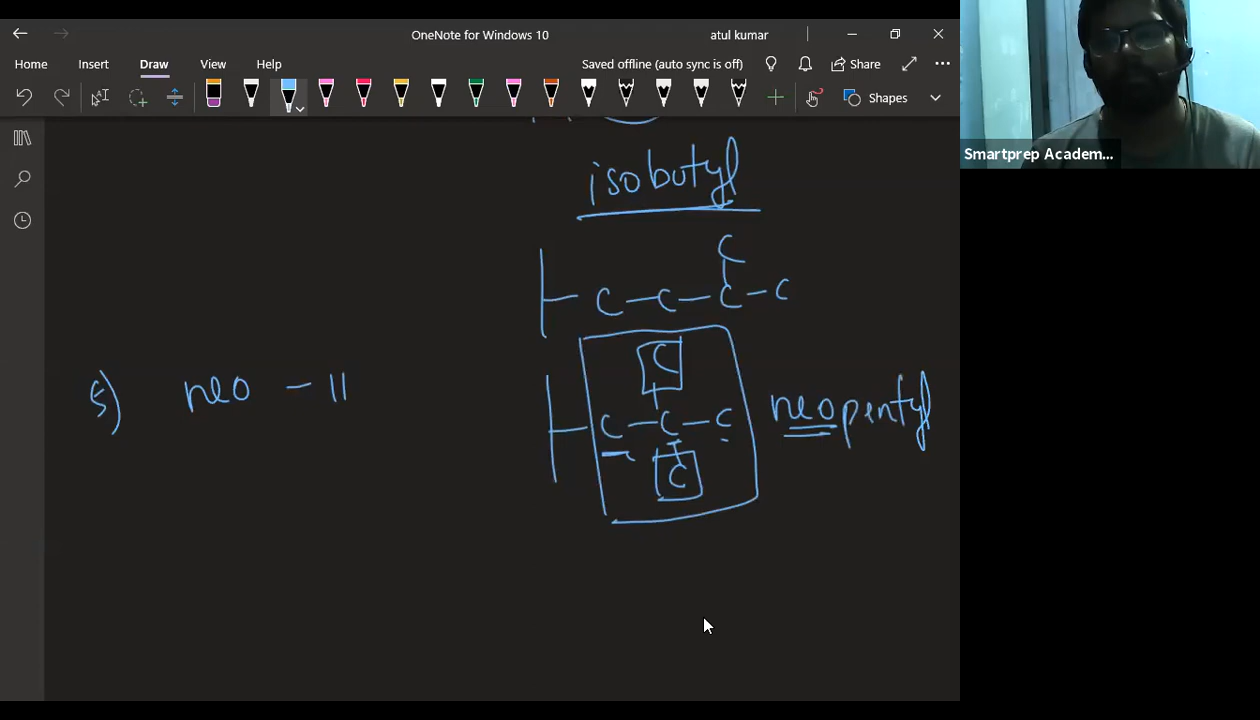 OneNote for Windows 10
atul kumar
Home Insert Draw View Help
Saved offline (auto sync is off)
Share
Shapes
Smartprep Academ...
isobutyl
C
C — C — C — C
C
5) neo — 11
C — C — C neopentyl
C